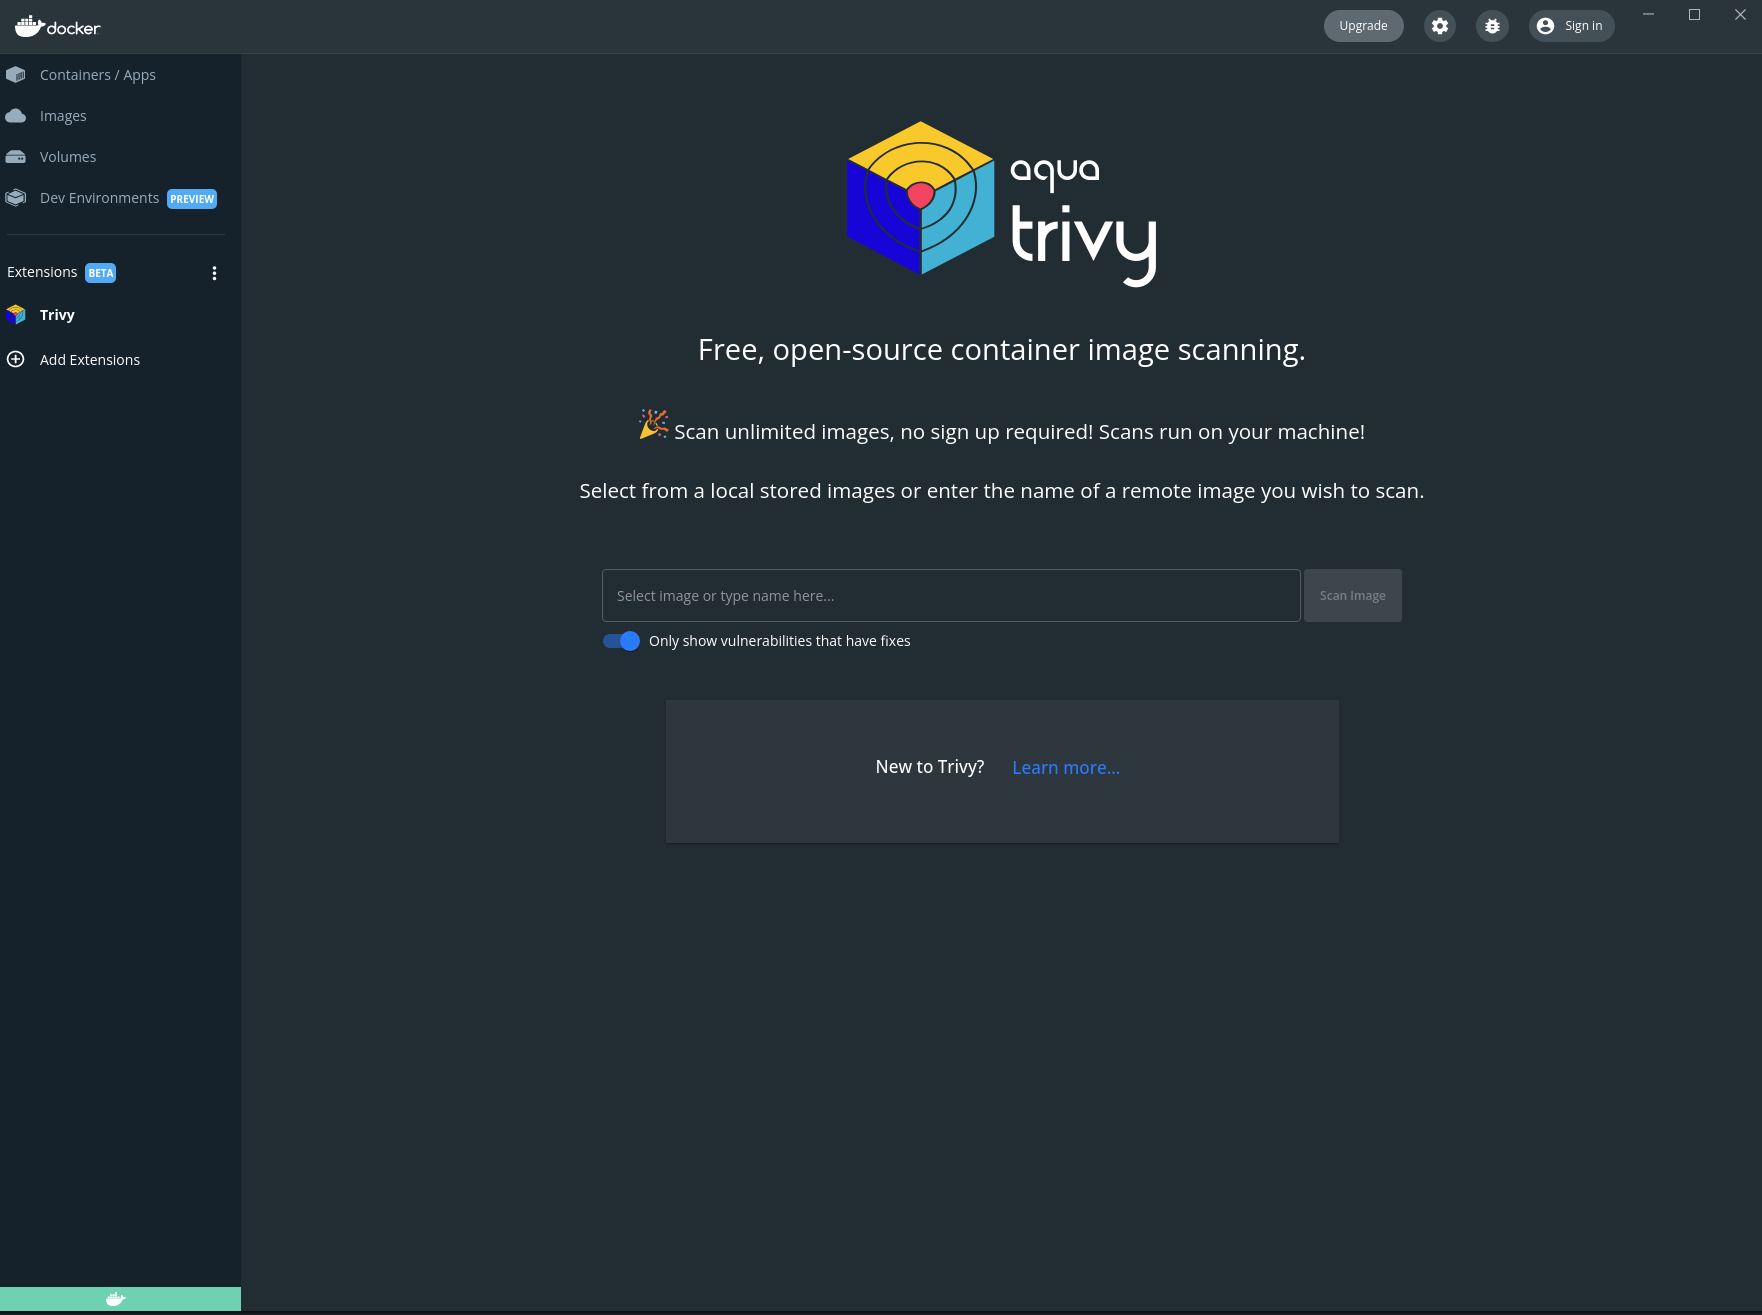 docker
Upgrade
Sign in
Containers / Apps
Images
Volumes
Dev Environments PREVIEW
Extensions BETA
Trivy
Add Extensions
aqua
trivy
Free, open-source container image scanning.
Scan unlimited images, no sign up required! Scans run on your machine!
Select from a local stored images or enter the name of a remote image you wish to scan.
Select image or type name here...
Scan Image
Only show vulnerabilities that have fixes
New to Trivy? Learn more...